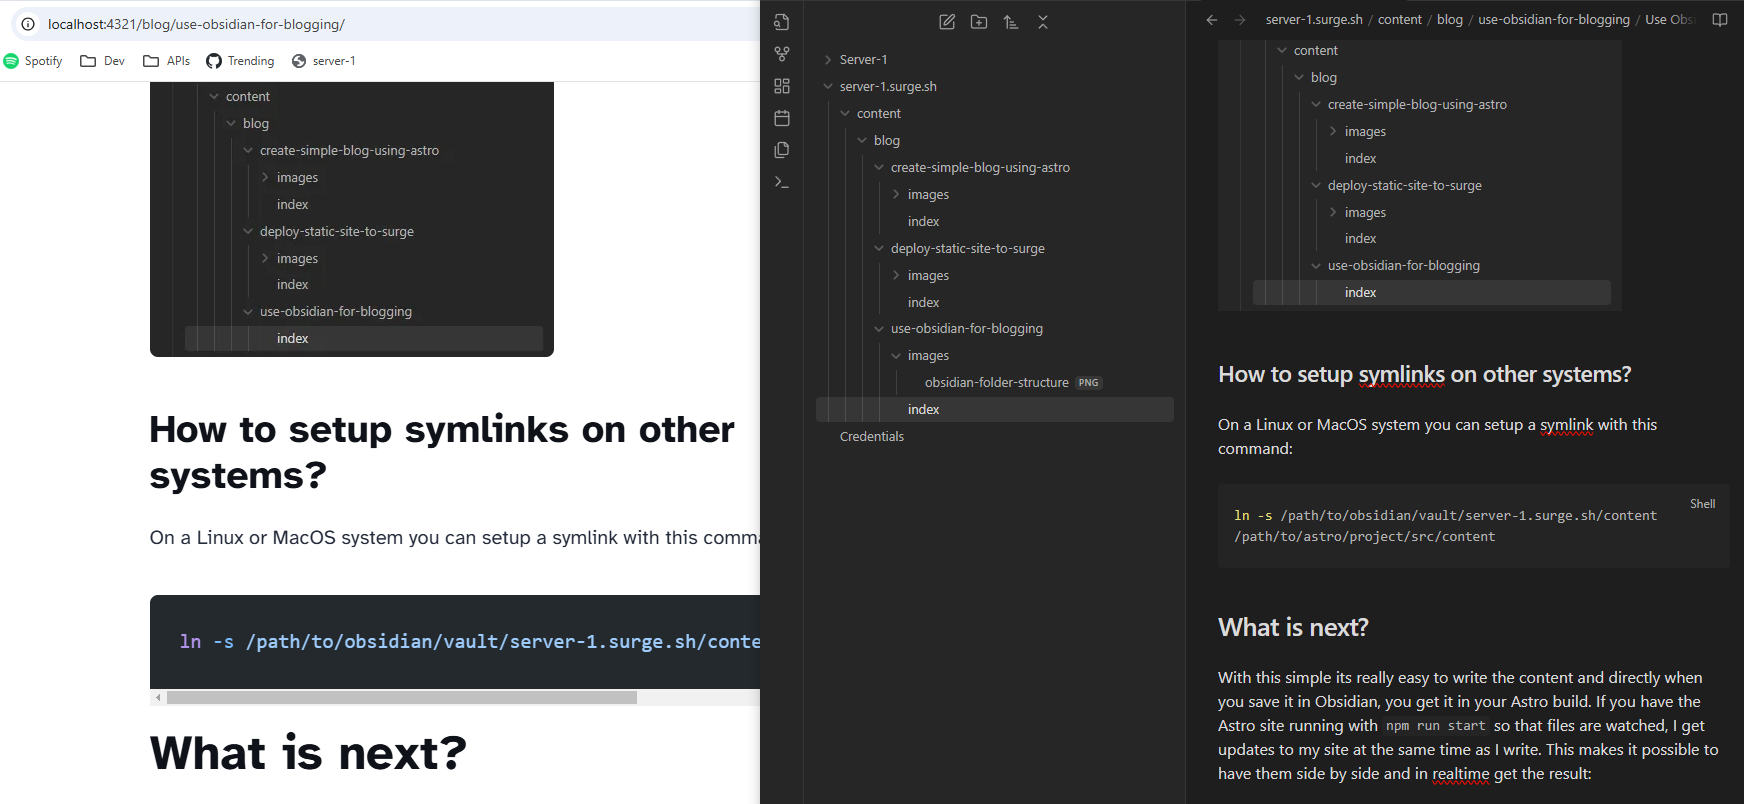 localhost:4321/blog/use-obsidian-for-blogging/
Spotify Dev APIs Trending server-1
content
blog
create-simple-blog-using-astro
images
index
deploy-static-site-to-surge
images
index
use-obsidian-for-blogging
index
How to setup symlinks on other
systems?
On a Linux or MacOS system you can setup a symlink with this comma
ln -s /path/to/obsidian/vault/server-1.surge.sh/conte
What is next?
Server-1
server-1.surge.sh
content
blog
create-simple-blog-using-astro
images
index
deploy-static-site-to-surge
images
index
use-obsidian-for-blogging
images
obsidian-folder-structure PNG
index
Credentials
server-1.surge.sh / content / blog / use-obsidian-for-blogging / Use Obs
content
blog
create-simple-blog-using-astro
images
index
deploy-static-site-to-surge
images
index
use-obsidian-for-blogging
index
How to setup symlinks on other systems?
On a Linux or MacOS system you can setup a symlink with this
command:
Shell
ln -s /path/to/obsidian/vault/server-1.surge.sh/content
/path/to/astro/project/src/content
What is next?
With this simple its really easy to write the content and directly when
you save it in Obsidian, you get it in your Astro build. If you have the
Astro site running with npm run start so that files are watched, I get
updates to my site at the same time as I write. This makes it possible to
have them side by side and in realtime get the result: